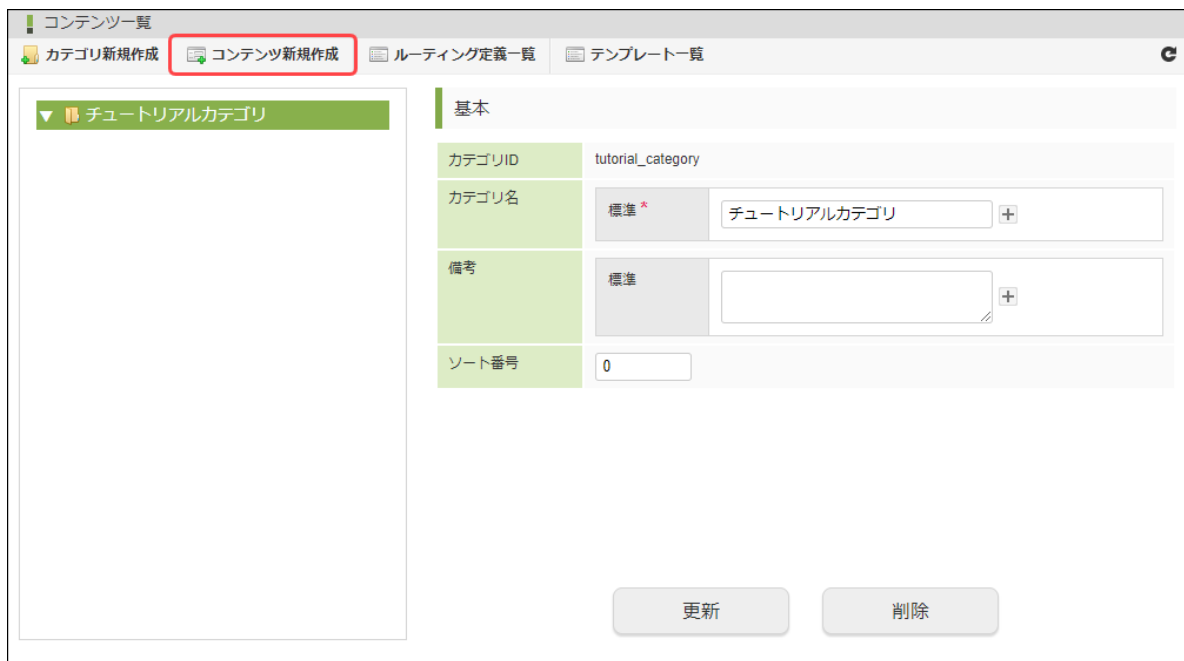 コンテンツ一覧
カテゴリ新規作成 コンテンツ新規作成 ルーティング定義一覧 テンプレート一覧
チュートリアルカテゴリ
基本
カテゴリID tutorial_category
カテゴリ名 標準* チュートリアルカテゴリ
備考 標準
ソート番号 0
更新 削除